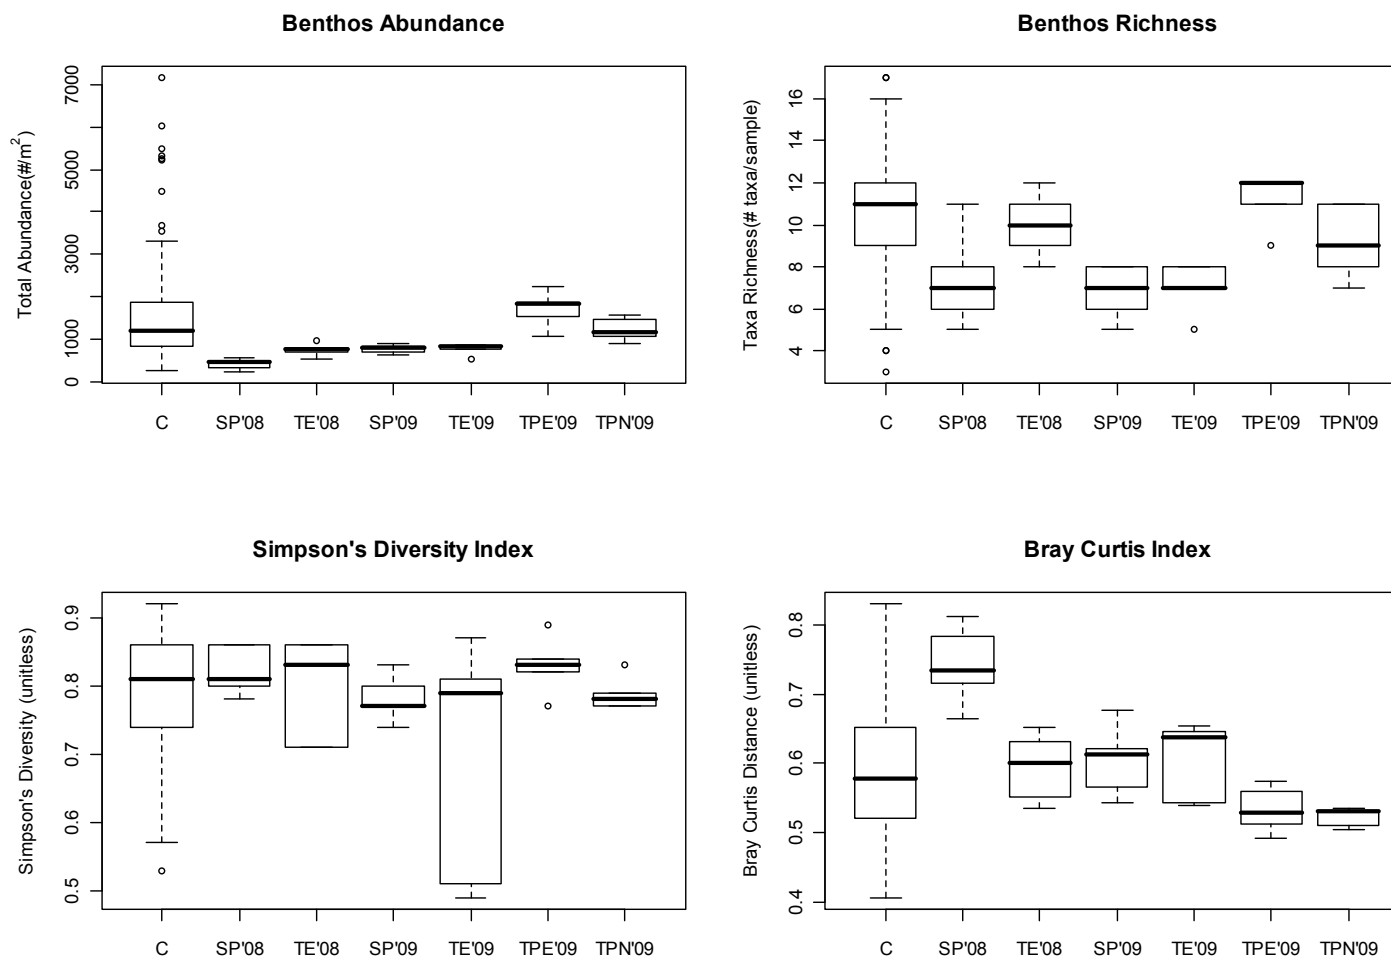 Benthos Abundance
Total Abundance(#/m²)
0
1000
3000
5000
7000
C SP'08 TE'08 SP'09 TE'09 TPE'09 TPN'09
Benthos Richness
Taxa Richness(# taxa/sample)
4
6
8
10
12
14
16
C SP'08 TE'08 SP'09 TE'09 TPE'09 TPN'09
Simpson's Diversity Index
Simpson's Diversity (unitless)
0.5
0.6
0.7
0.8
0.9
C SP'08 TE'08 SP'09 TE'09 TPE'09 TPN'09
Bray Curtis Index
Bray Curtis Distance (unitless)
0.4
0.5
0.6
0.7
0.8
C SP'08 TE'08 SP'09 TE'09 TPE'09 TPN'09